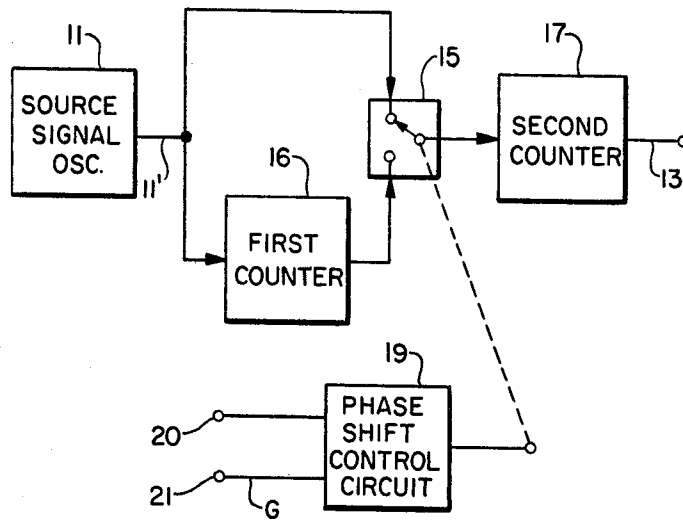 11
SOURCE
SIGNAL
OSC.
11'
15
17
SECOND
COUNTER
13
16
FIRST
COUNTER
19
PHASE
SHIFT
CONTROL
CIRCUIT
20
21
G